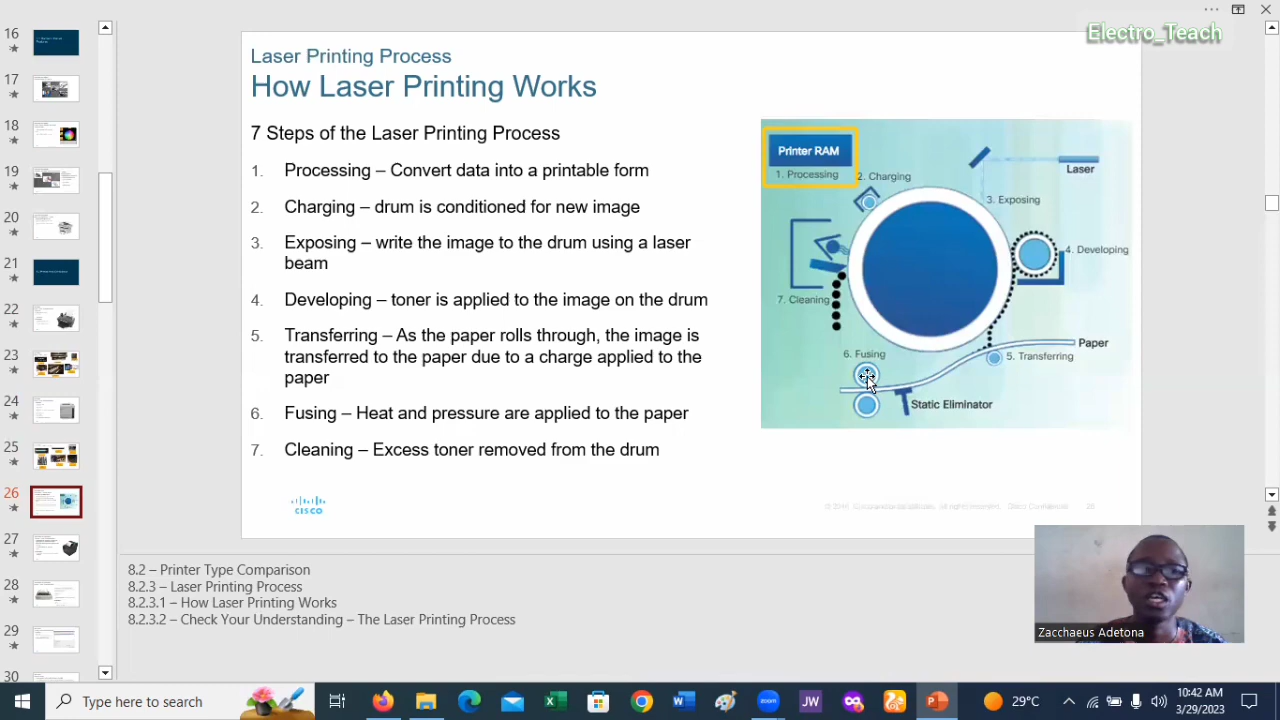 Electro_Teach
16
17
18
19
20
21
22
23
24
25
26
27
28
29
30
Laser Printing Process
How Laser Printing Works
7 Steps of the Laser Printing Process
1. Processing – Convert data into a printable form
2. Charging – drum is conditioned for new image
3. Exposing – write the image to the drum using a laser
beam
4. Developing – toner is applied to the image on the drum
5. Transferring – As the paper rolls through, the image is
transferred to the paper due to a charge applied to the
paper
6. Fusing – Heat and pressure are applied to the paper
7. Cleaning – Excess toner removed from the drum
Printer RAM
1. Processing
2. Charging
Laser
3. Exposing
4. Developing
7. Cleaning
Paper
6. Fusing
5. Transferring
Static Eliminator
CISCO
8.2 – Printer Type Comparison
8.2.3 – Laser Printing Process
8.2.3.1 – How Laser Printing Works
8.2.3.2 – Check Your Understanding – The Laser Printing Process
Zacchaeus Adetona
Type here to search
zoom
JW
29°C
10:42 AM
3/29/2023